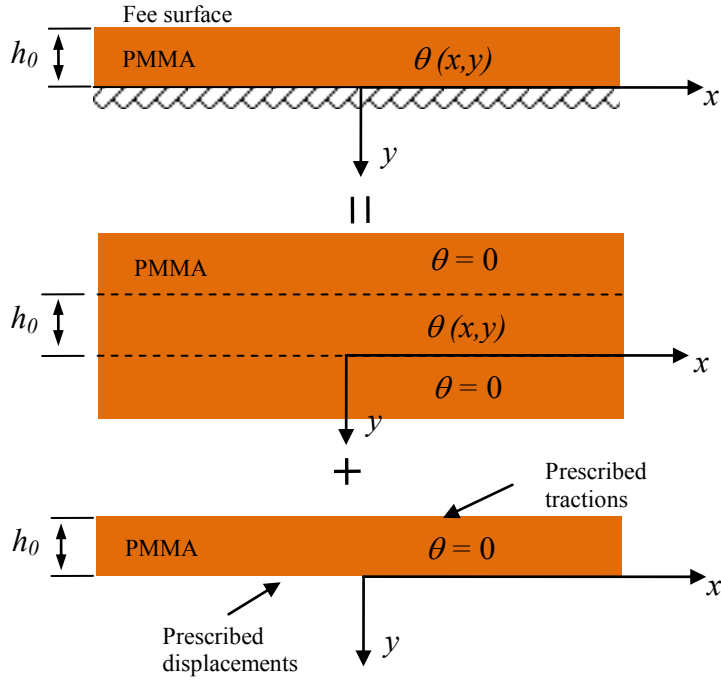 Fee surface
h₀
PMMA
θ (x,y)
x
y
=
PMMA
θ = 0
h₀
θ (x,y)
x
θ = 0
y
+
Prescribed
tractions
h₀
PMMA
θ = 0
x
Prescribed
displacements
y